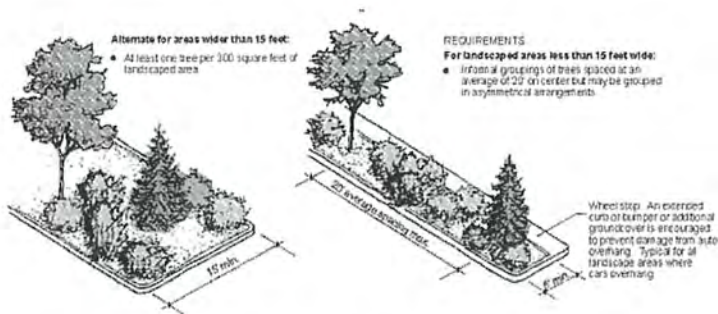 Alternate for areas wider than 15 feet:
• At least one tree per 300 square feet of
landscaped area
15' min.
REQUIREMENTS
For landscaped areas less than 15 feet wide:
• Informal groupings of trees spaced at an
average of 20' on center but may be grouped
in asymmetrical arrangements
20' average spacing max.
6' min.
Wheel stop: An extended
curb or bumper or additional
groundcover is encouraged
to prevent damage from auto
overhang. Typical for all
landscape areas where
cars overhang